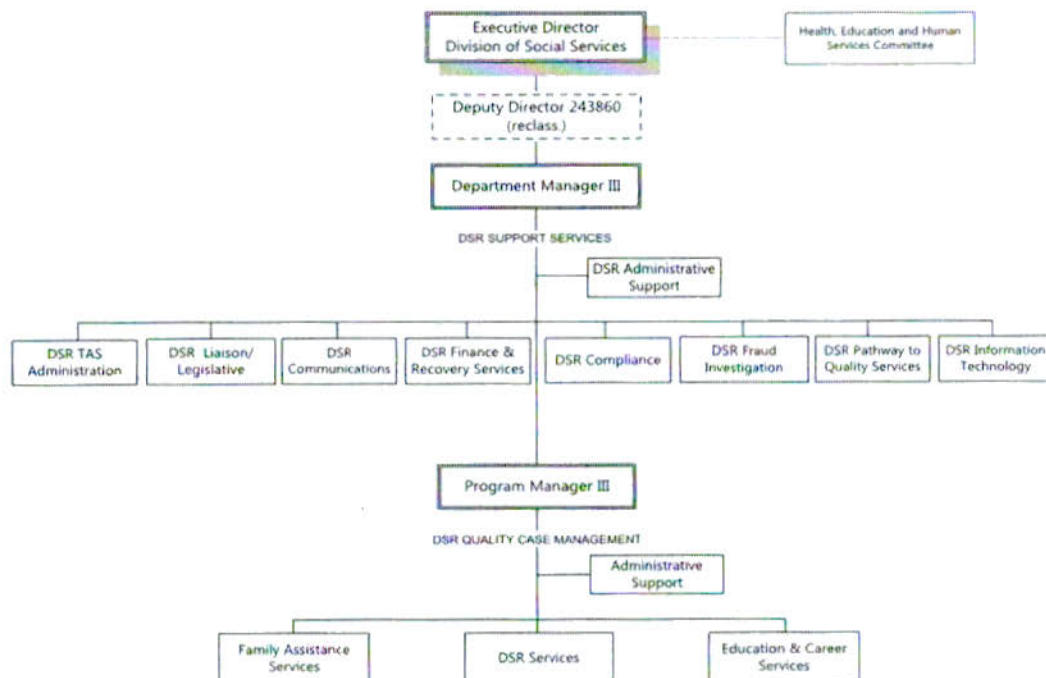 Executive Director
Division of Social Services
Health, Education and Human
Services Committee
Deputy Director 243860
(reclass.)
Department Manager III
DSR SUPPORT SERVICES
DSR Administrative
Support
DSR TAS
Administration
DSR Liaison/
Legislative
DSR
Communications
DSR Finance &
Recovery Services
DSR Compliance
DSR Fraud
Investigation
DSR Pathway to
Quality Services
DSR Information
Technology
Program Manager III
DSR QUALITY CASE MANAGEMENT
Administrative
Support
Family Assistance
Services
DSR Services
Education & Career
Services